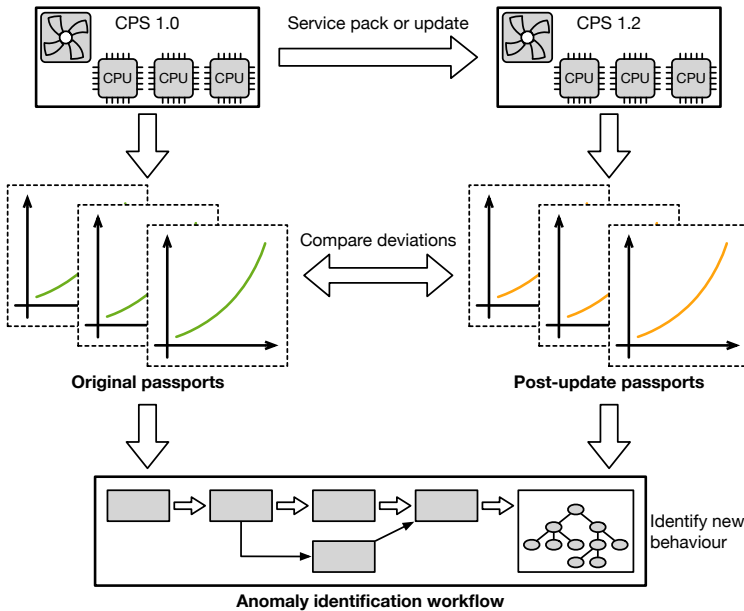 CPS 1.0
Service pack or update
CPS 1.2
CPU CPU CPU
CPU CPU CPU
Compare deviations
Original passports
Post-update passports
Identify new
behaviour
Anomaly identification workflow